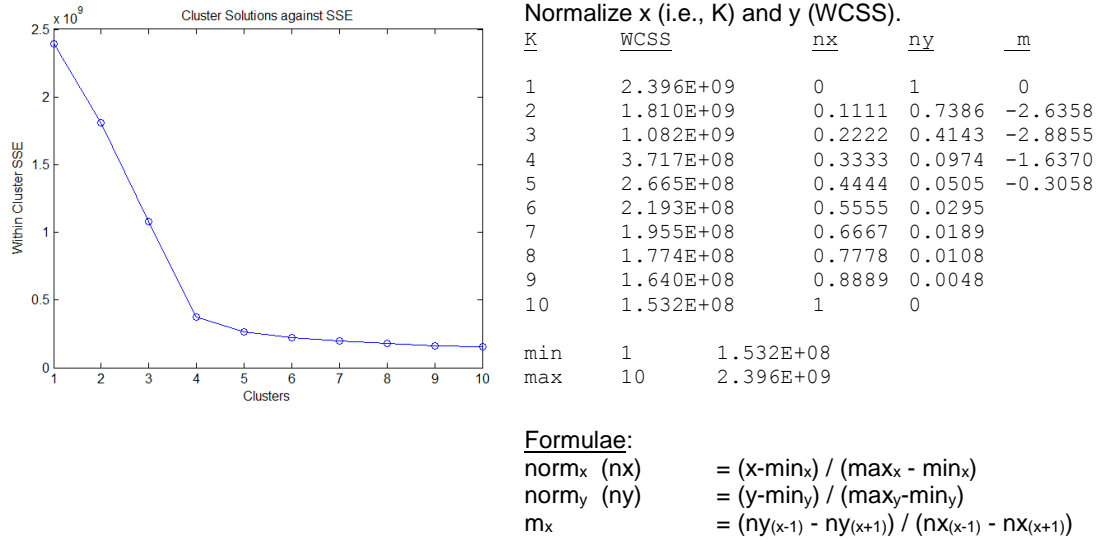 Cluster Solutions against SSE
x 10^9
2.5
2
1.5
1
0.5
0
Within Cluster SSE
1 2 3 4 5 6 7 8 9 10
Clusters
Normalize x (i.e., K) and y (WCSS).
K WCSS nx ny m
1 2.396E+09 0 1 0
2 1.810E+09 0.1111 0.7386 -2.6358
3 1.082E+09 0.2222 0.4143 -2.8855
4 3.717E+08 0.3333 0.0974 -1.6370
5 2.665E+08 0.4444 0.0505 -0.3058
6 2.193E+08 0.5555 0.0295
7 1.955E+08 0.6667 0.0189
8 1.774E+08 0.7778 0.0108
9 1.640E+08 0.8889 0.0048
10 1.532E+08 1 0
min 1 1.532E+08
max 10 2.396E+09
Formulae:
normx (nx) = (x-minx) / (maxx - minx)
normy (ny) = (y-miny) / (maxy-miny)
mx = (ny(x-1) - ny(x+1)) / (nx(x-1) - nx(x+1))